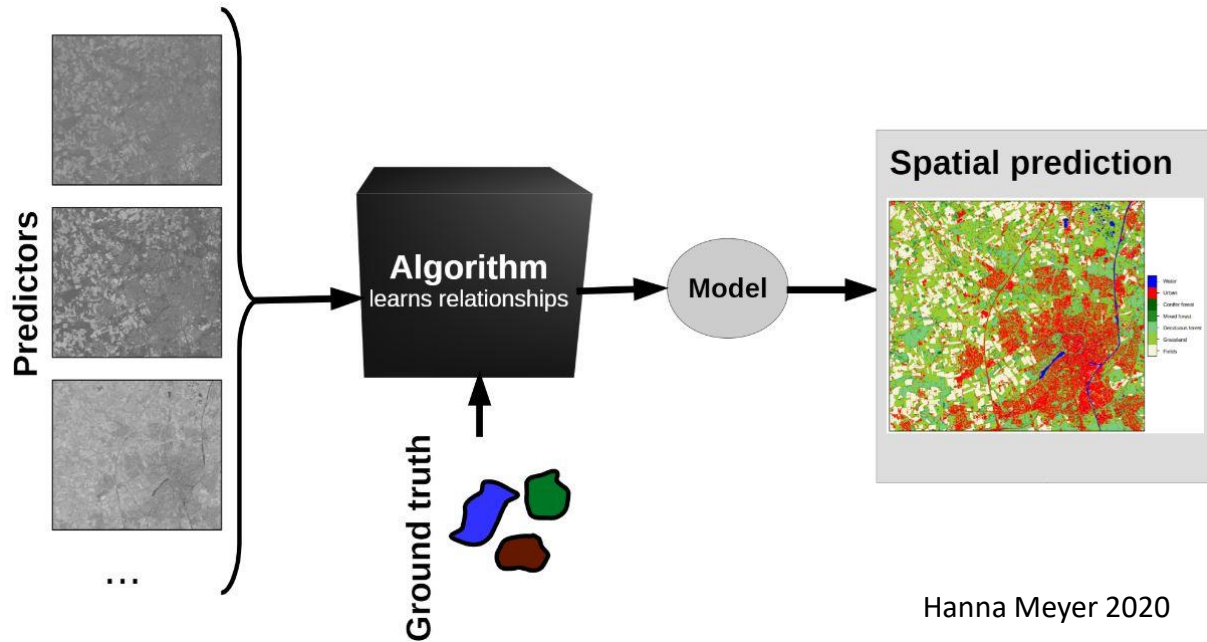 Predictors
...
Algorithm
learns relationships
Ground truth
Model
Spatial prediction
Water
Urban
Conifer forest
Mixed forest
Deciduous forest
Grassland
Fields
Hanna Meyer 2020